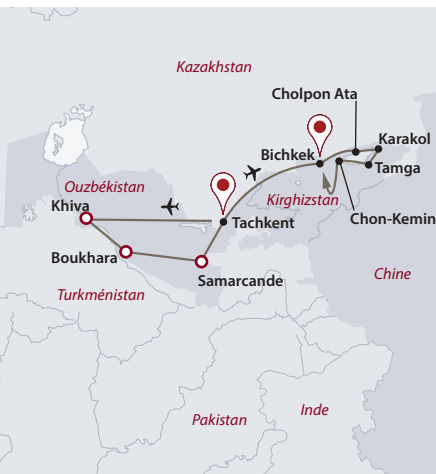 Kazakhstan
Cholpon Ata
Karakol
Bichkek
Tamga
Ouzbékistan
Kirghizstan
Khiva
Tachkent
Chon-Kemin
Boukhara
Samarcande
Chine
Turkménistan
Inde
Pakistan